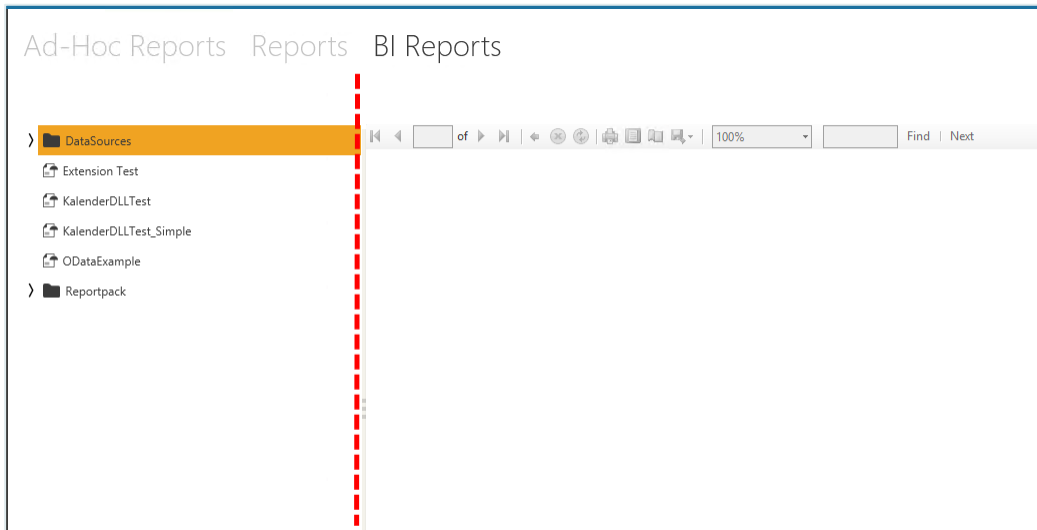 Ad-Hoc Reports Reports BI Reports
DataSources
Extension Test
KalenderDLLTest
KalenderDLLTest_Simple
ODataExample
Reportpack
of 100% Find | Next